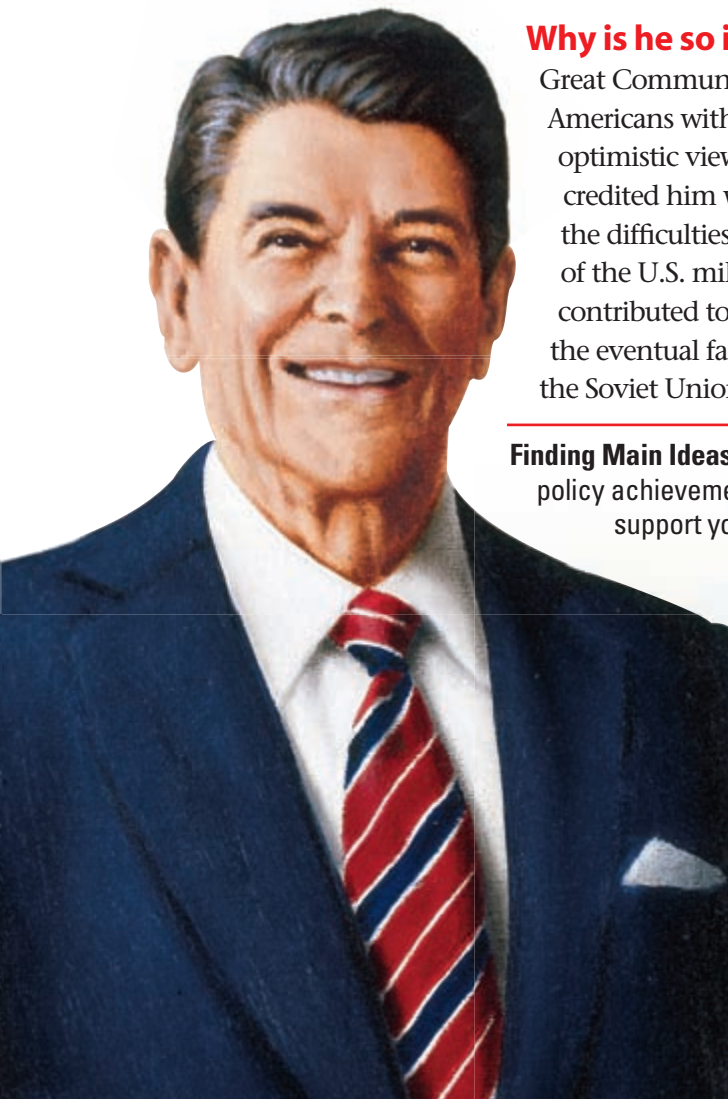 Why is he so i
Great Commun
Americans with
optimistic view
credited him w
the difficulties
of the U.S. mil
contributed to
the eventual fa
the Soviet Union
Finding Main Ideas
policy achieveme
support yo